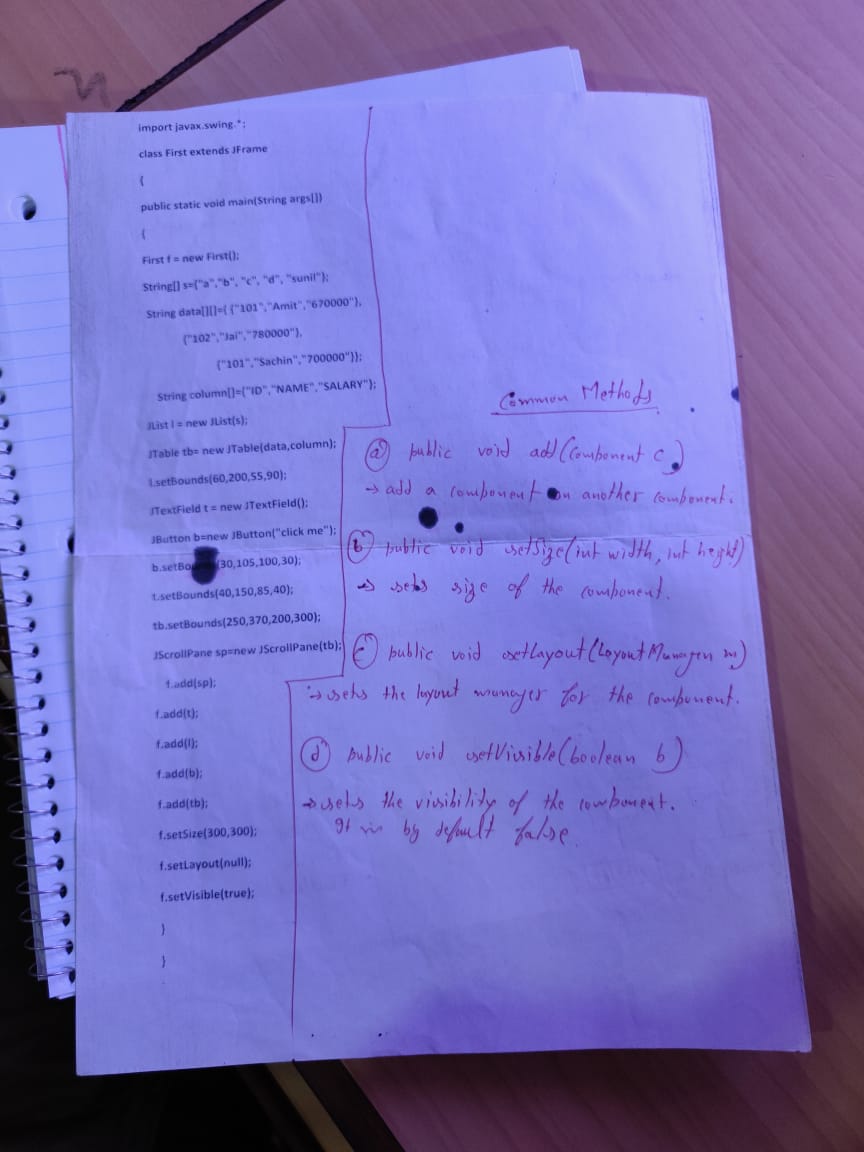 import javax.swing.*;
class First extends JFrame
{
public static void main(String args[])
{
First f = new First();
String[] s={"a","b", "c", "d", "sunil"};
String data[][]={ {"101","Amit","670000"},
{"102","Jai","780000"},
{"101","Sachin","700000"}};
String column[]={"ID","NAME","SALARY"};
JList l = new JList(s);
JTable tb= new JTable(data,column);
l.setBounds(60,200,55,90);
JTextField t = new JTextField();
JButton b=new JButton("click me");
b.setBo (30,105,100,30);
t.setBounds(40,150,85,40);
tb.setBounds(250,370,200,300);
JScrollPane sp=new JScrollPane(tb);
f.add(sp);
f.add(t);
f.add(l);
f.add(b);
f.add(tb);
f.setSize(300,300);
f.setLayout(null);
f.setVisible(true);
}
}
Common Methods
(a) public void add(Component c)
→ add a component on another component.
(b) public void setSize(int width, int height)
→ sets size of the component.
(c) public void setLayout(LayoutManager m)
→ sets the layout manager for the component.
(d) public void setVisible(boolean b)
→ sets the visibility of the component.
It is by default false.